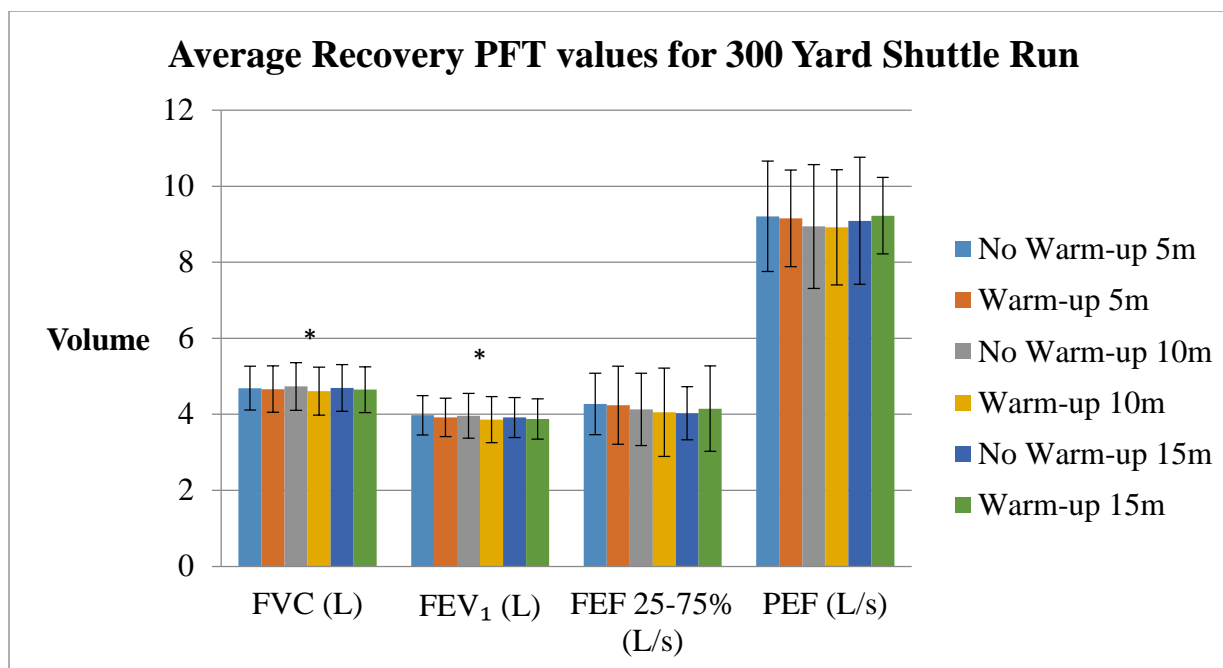 Average Recovery PFT values for 300 Yard Shuttle Run
12
10
8
6
4
2
0
Volume
*
*
FVC (L)
FEV₁ (L)
FEF 25-75%
(L/s)
PEF (L/s)
No Warm-up 5m
Warm-up 5m
No Warm-up 10m
Warm-up 10m
No Warm-up 15m
Warm-up 15m